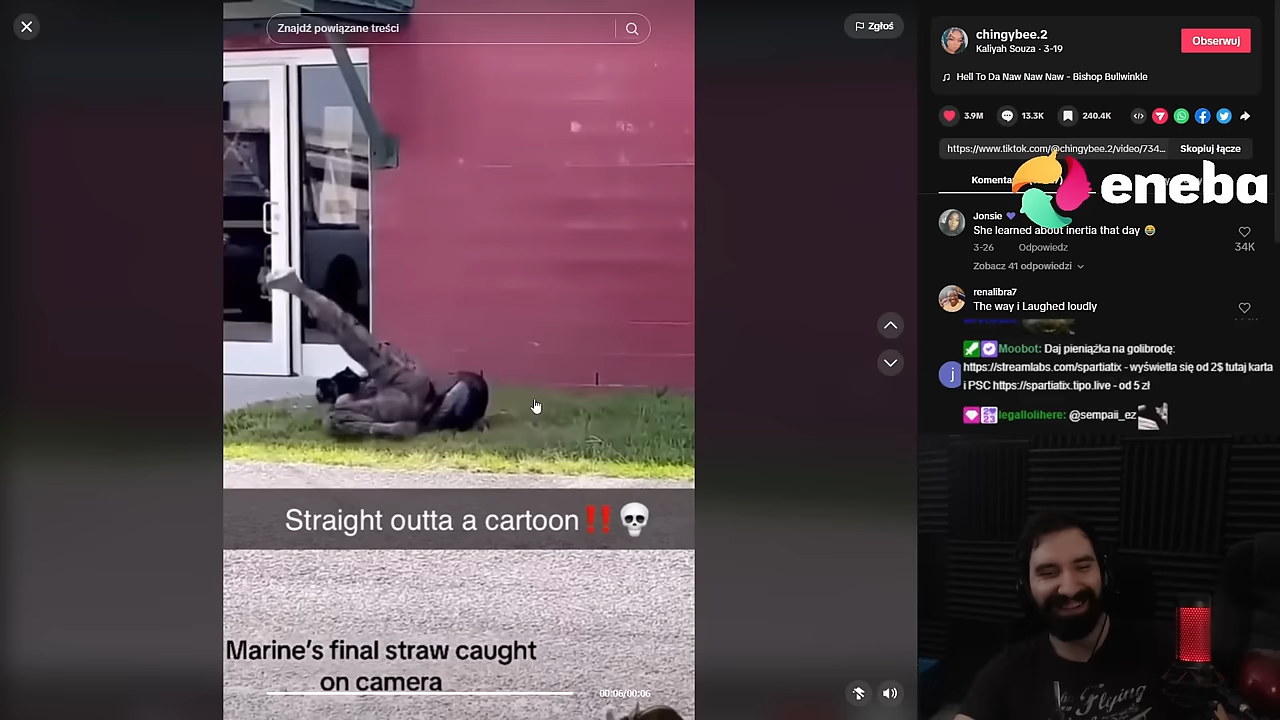 Znajdź powiązane treści
Zgłoś
chingybee.2
Kaliyah Souza · 3-19
Obserwuj
Hell To Da Naw Naw Naw - Bishop Bullwinkle
3.9M
13.3K
240.4K
https://www.tiktok.com/@chingybee.2/video/734...
Skopiuj łącze
eneba
Jonsie
She learned about inertia that day 😅
3-26 Odpowiedz
34K
Zobacz 41 odpowiedzi
renalibra7
The way i Laughed loudly
Moobot: Daj pieniążka na golibrodę:
https://streamlabs.com/spartiatix - wyświetla się od 2$ tutaj karta
i PSC https://spartiatix.tipo.live - od 5 zł
j
legallolihere: @sempaii_ez
Straight outta a cartoon‼️💀
Marine's final straw caught
on camera
00:06/00:06
The Flying